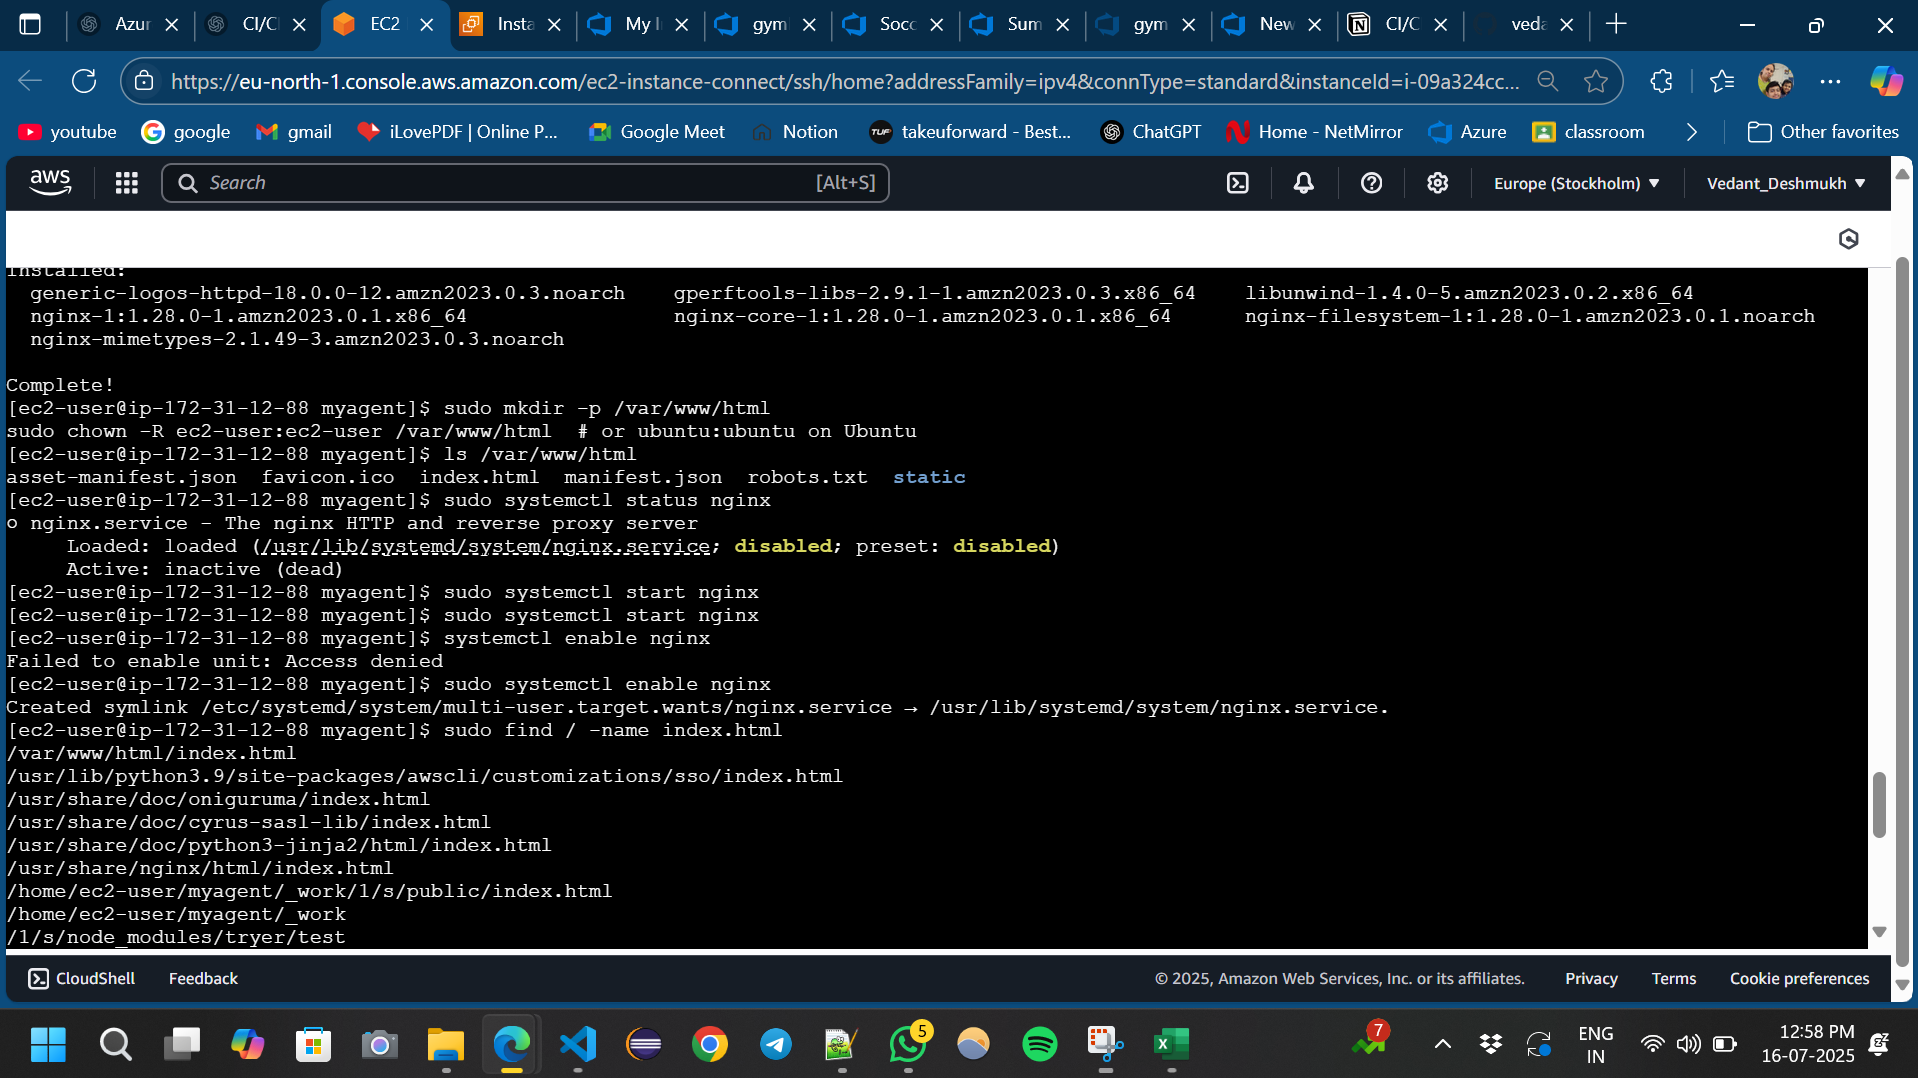 Azur
CI/CI
EC2
Insta
My I
gym
Socc
Sum
gym
New
CI/C
veda
https://eu-north-1.console.aws.amazon.com/ec2-instance-connect/ssh/home?addressFamily=ipv4&connType=standard&instanceId=i-09a324cc...
youtube
google
gmail
iLovePDF | Online P...
Google Meet
Notion
TUF
takeuforward - Best...
ChatGPT
Home - NetMirror
Azure
classroom
Other favorites
aws
Search
[Alt+S]
Europe (Stockholm)
Vedant_Deshmukh
Installed:
generic-logos-httpd-18.0.0-12.amzn2023.0.3.noarch gperftools-libs-2.9.1-1.amzn2023.0.3.x86_64 libunwind-1.4.0-5.amzn2023.0.2.x86_64
nginx-1:1.28.0-1.amzn2023.0.1.x86_64 nginx-core-1:1.28.0-1.amzn2023.0.1.x86_64 nginx-filesystem-1:1.28.0-1.amzn2023.0.1.noarch
nginx-mimetypes-2.1.49-3.amzn2023.0.3.noarch
Complete!
[ec2-user@ip-172-31-12-88 myagent]$ sudo mkdir -p /var/www/html
sudo chown -R ec2-user:ec2-user /var/www/html # or ubuntu:ubuntu on Ubuntu
[ec2-user@ip-172-31-12-88 myagent]$ ls /var/www/html
asset-manifest.json favicon.ico index.html manifest.json robots.txt static
[ec2-user@ip-172-31-12-88 myagent]$ sudo systemctl status nginx
○ nginx.service - The nginx HTTP and reverse proxy server
Loaded: loaded (/usr/lib/systemd/system/nginx.service; disabled; preset: disabled)
Active: inactive (dead)
[ec2-user@ip-172-31-12-88 myagent]$ sudo systemctl start nginx
[ec2-user@ip-172-31-12-88 myagent]$ sudo systemctl start nginx
[ec2-user@ip-172-31-12-88 myagent]$ systemctl enable nginx
Failed to enable unit: Access denied
[ec2-user@ip-172-31-12-88 myagent]$ sudo systemctl enable nginx
Created symlink /etc/systemd/system/multi-user.target.wants/nginx.service → /usr/lib/systemd/system/nginx.service.
[ec2-user@ip-172-31-12-88 myagent]$ sudo find / -name index.html
/var/www/html/index.html
/usr/lib/python3.9/site-packages/awscli/customizations/sso/index.html
/usr/share/doc/oniguruma/index.html
/usr/share/doc/cyrus-sasl-lib/index.html
/usr/share/doc/python3-jinja2/html/index.html
/usr/share/nginx/html/index.html
/home/ec2-user/myagent/_work/1/s/public/index.html
/home/ec2-user/myagent/_work
/1/s/node_modules/tryer/test
CloudShell
Feedback
© 2025, Amazon Web Services, Inc. or its affiliates.
Privacy
Terms
Cookie preferences
5
7
ENG
IN
12:58 PM
16-07-2025